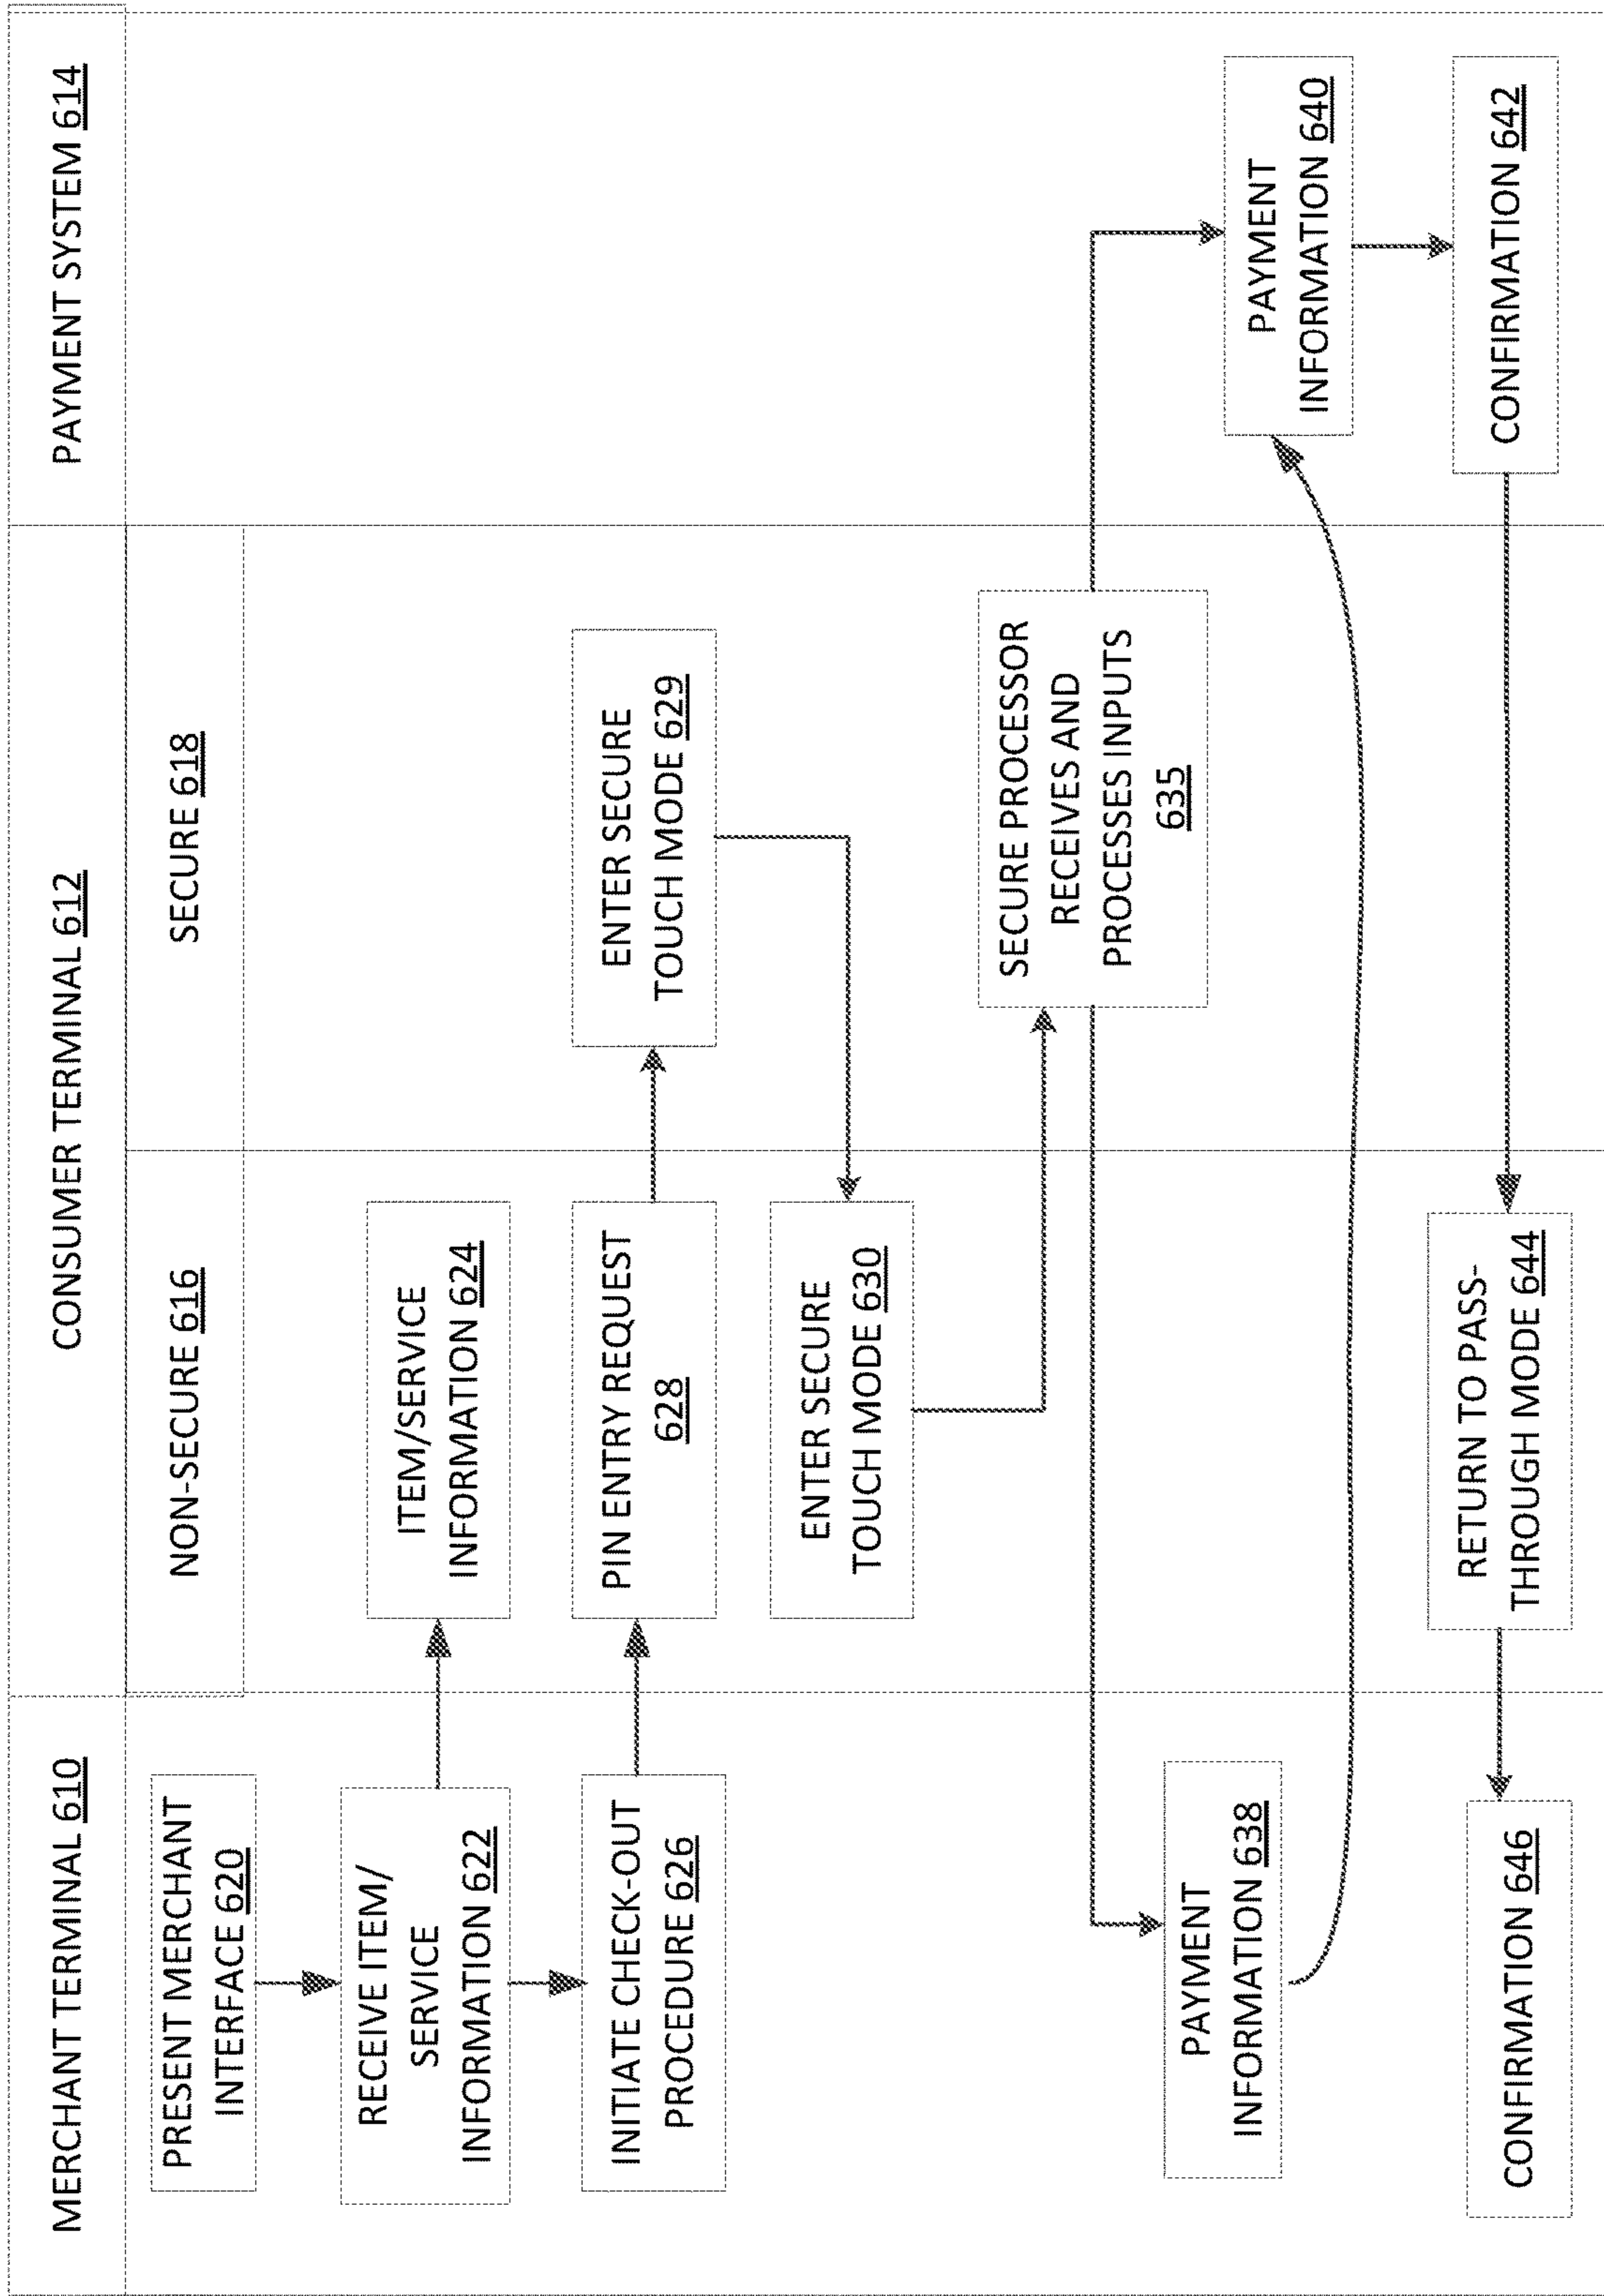 MERCHANT TERMINAL 610
CONSUMER TERMINAL 612
PAYMENT SYSTEM 614
NON-SECURE 616
SECURE 618
PRESENT MERCHANT
INTERFACE 620
RECEIVE ITEM/
SERVICE
INFORMATION 622
ITEM/SERVICE
INFORMATION 624
INITIATE CHECK-OUT
PROCEDURE 626
PIN ENTRY REQUEST
628
ENTER SECURE
TOUCH MODE 629
ENTER SECURE
TOUCH MODE 630
SECURE PROCESSOR
RECEIVES AND
PROCESSES INPUTS
635
PAYMENT
INFORMATION 638
PAYMENT
INFORMATION 640
CONFIRMATION 642
RETURN TO PASS-
THROUGH MODE 644
CONFIRMATION 646